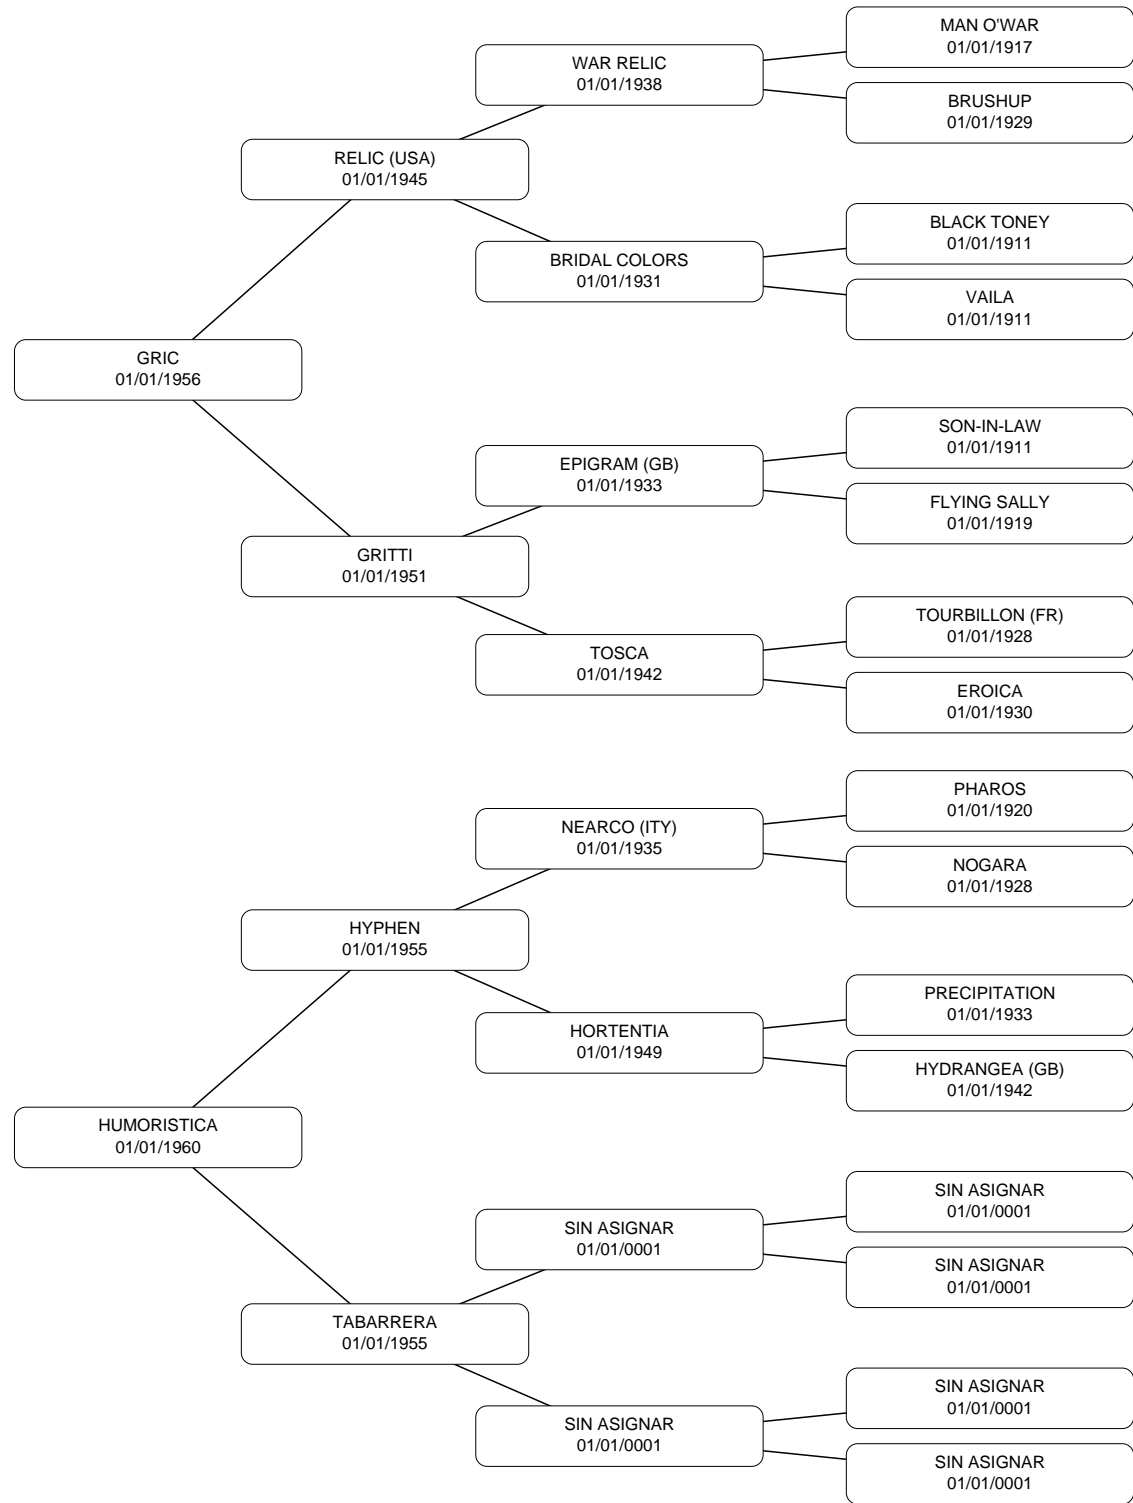 MAN O'WAR
01/01/1917
WAR RELIC
01/01/1938
BRUSHUP
01/01/1929
RELIC (USA)
01/01/1945
BLACK TONEY
01/01/1911
BRIDAL COLORS
01/01/1931
VAILA
01/01/1911
GRIC
01/01/1956
SON-IN-LAW
01/01/1911
EPIGRAM (GB)
01/01/1933
FLYING SALLY
01/01/1919
GRITTI
01/01/1951
TOURBILLON (FR)
01/01/1928
TOSCA
01/01/1942
EROICA
01/01/1930
PHAROS
01/01/1920
NEARCO (ITY)
01/01/1935
NOGARA
01/01/1928
HYPHEN
01/01/1955
PRECIPITATION
01/01/1933
HORTENTIA
01/01/1949
HYDRANGEA (GB)
01/01/1942
HUMORISTICA
01/01/1960
SIN ASIGNAR
01/01/0001
SIN ASIGNAR
01/01/0001
SIN ASIGNAR
01/01/0001
TABARRERA
01/01/1955
SIN ASIGNAR
01/01/0001
SIN ASIGNAR
01/01/0001
SIN ASIGNAR
01/01/0001